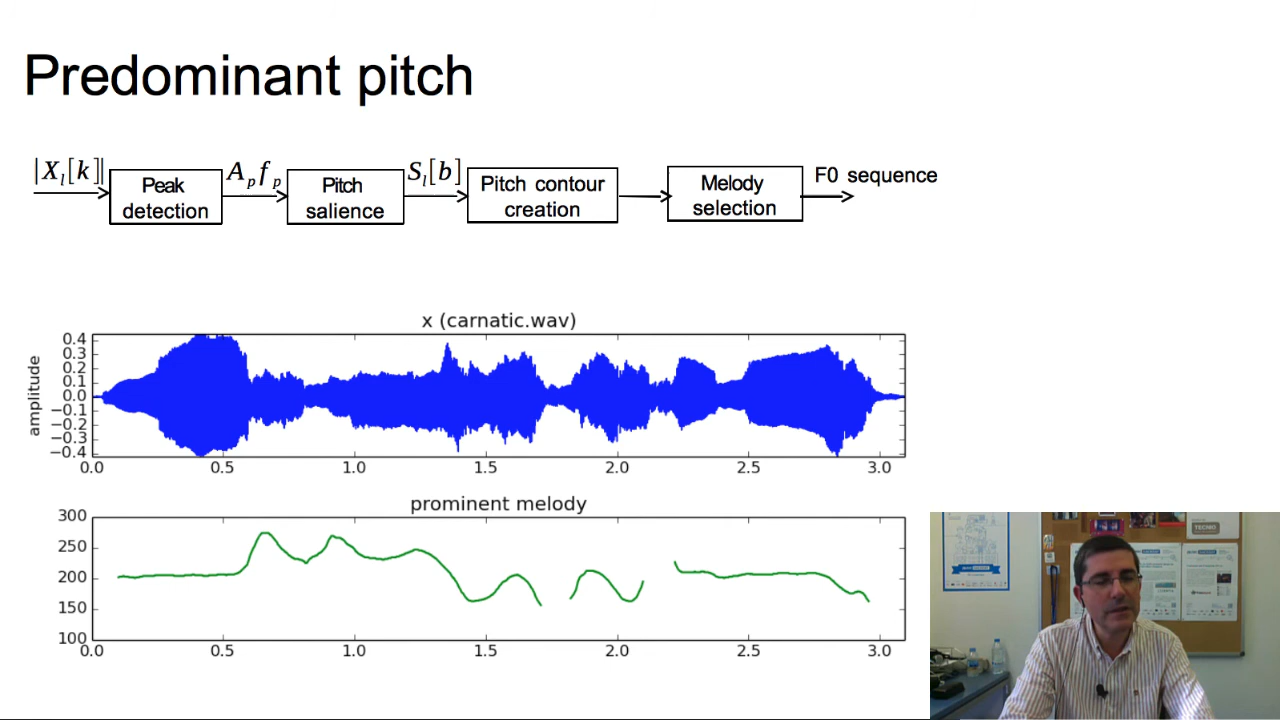 Predominant pitch
|X_l[k]|
Peak
detection
A_p f_p
Pitch
salience
S_l[b]
Pitch contour
creation
Melody
selection
F0 sequence
x (carnatic.wav)
amplitude
0.4
0.3
0.2
0.1
0.0
−0.1
−0.2
−0.3
−0.4
0.0 0.5 1.0 1.5 2.0 2.5 3.0
prominent melody
300
250
200
150
100
0.0 0.5 1.0 1.5 2.0 2.5 3.0
TECNIO